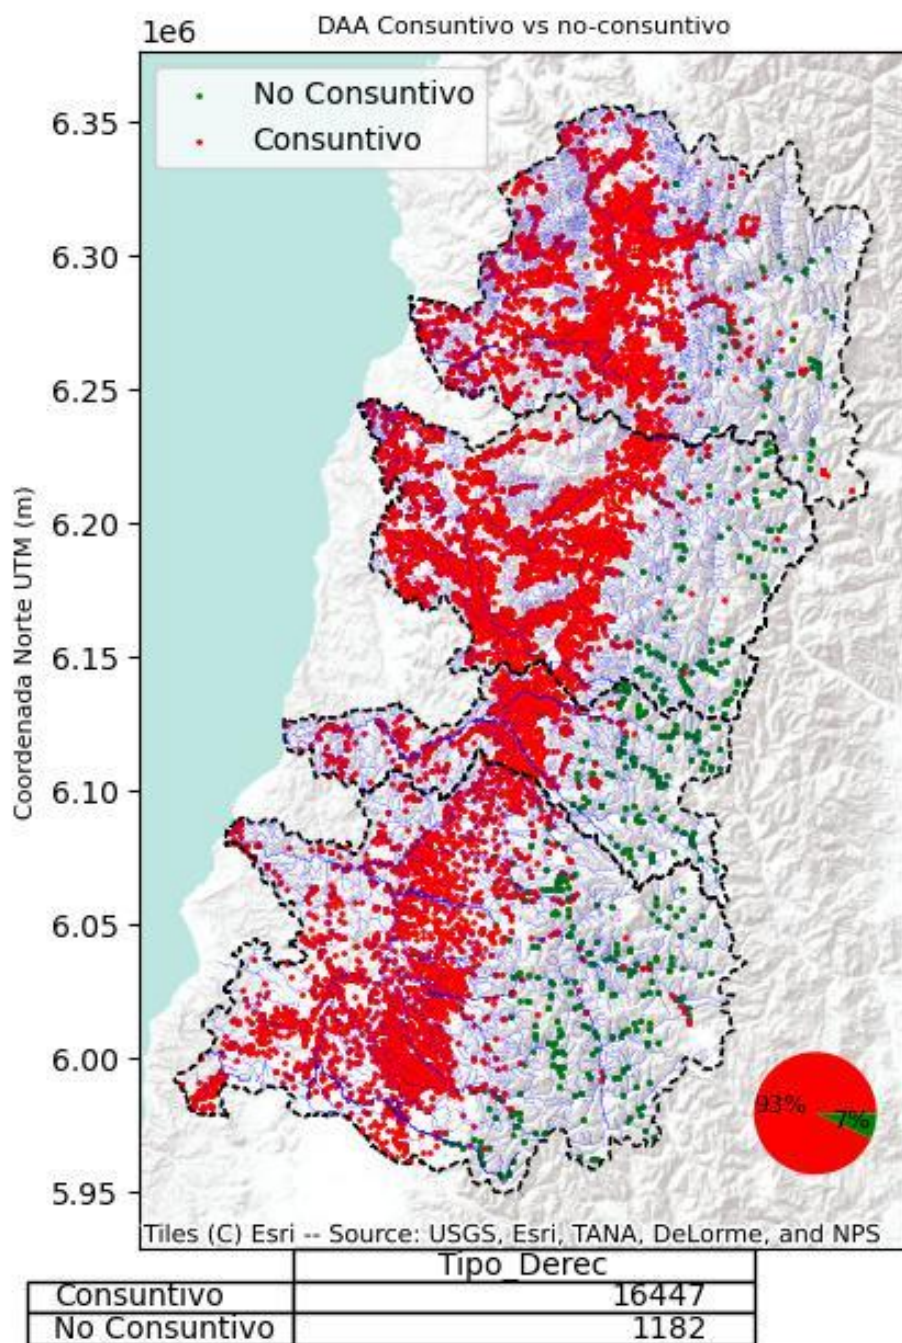 DAA Consuntivo vs no-consuntivo
1e6
No Consuntivo
Consuntivo
6.35
6.30
6.25
6.20
6.15
6.10
6.05
6.00
5.95
Coordenada Norte UTM (m)
93%
7%
Tiles (C) Esri -- Source: USGS, Esri, TANA, DeLorme, and NPS
Tipo_Derec
Consuntivo 16447
No Consuntivo 1182